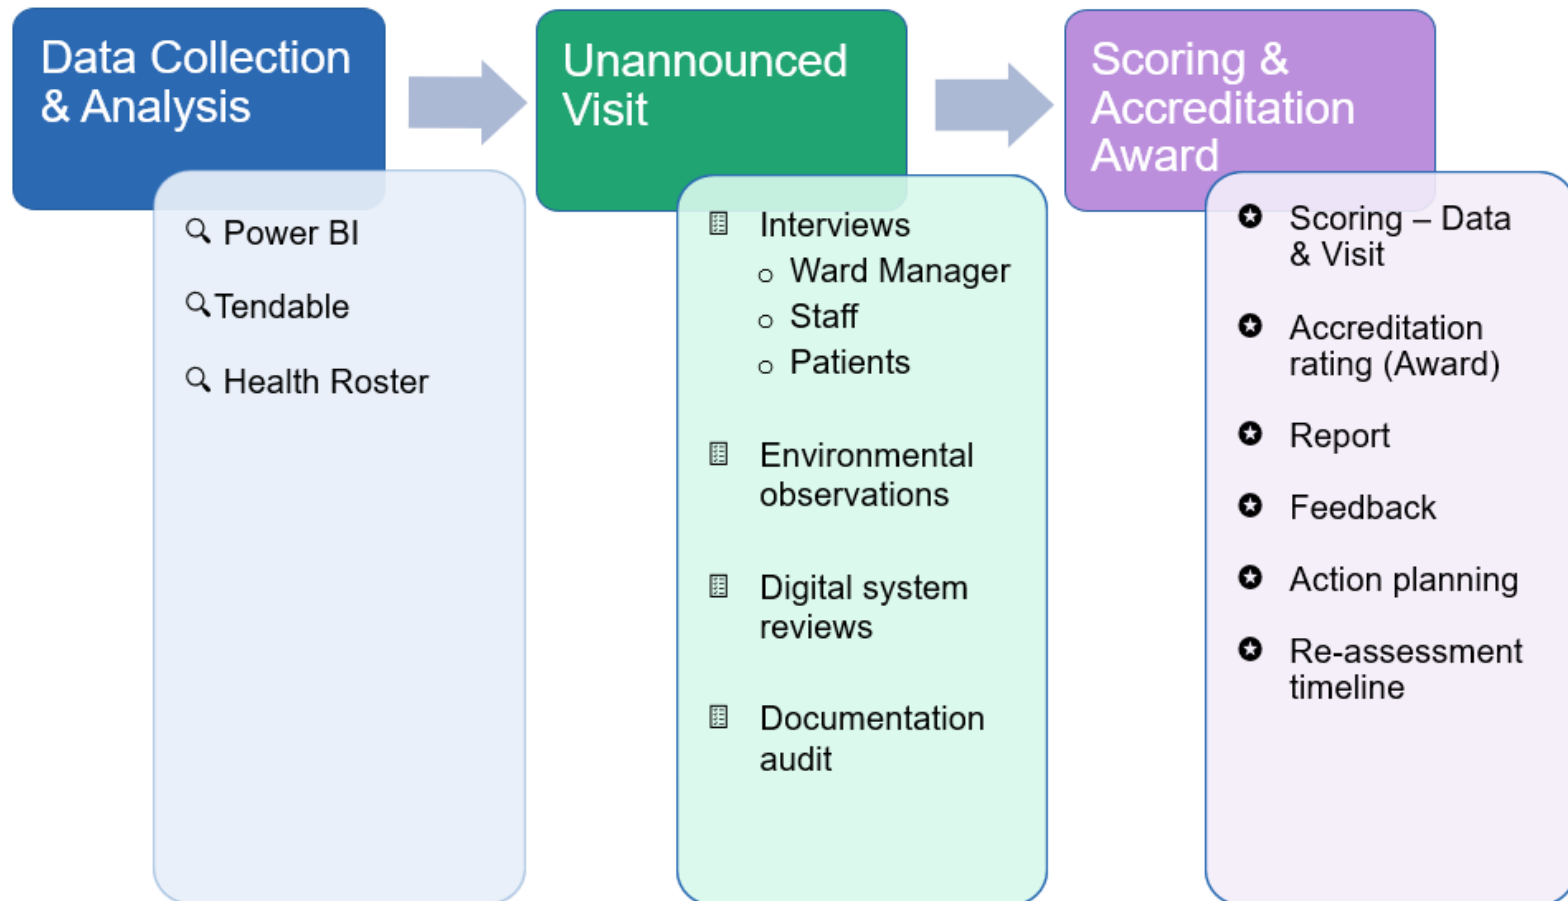 Data Collection
& Analysis
Power BI
Tendable
Health Roster
Unannounced
Visit
Interviews
o Ward Manager
o Staff
o Patients
Environmental
observations
Digital system
reviews
Documentation
audit
Scoring &
Accreditation
Award
Scoring – Data
& Visit
Accreditation
rating (Award)
Report
Feedback
Action planning
Re-assessment
timeline